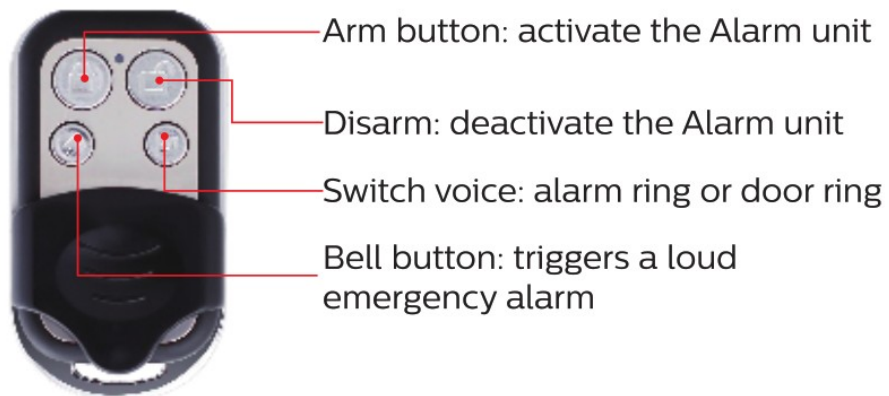 Arm button: activate the Alarm unit
Disarm: deactivate the Alarm unit
Switch voice: alarm ring or door ring
Bell button: triggers a loud
emergency alarm